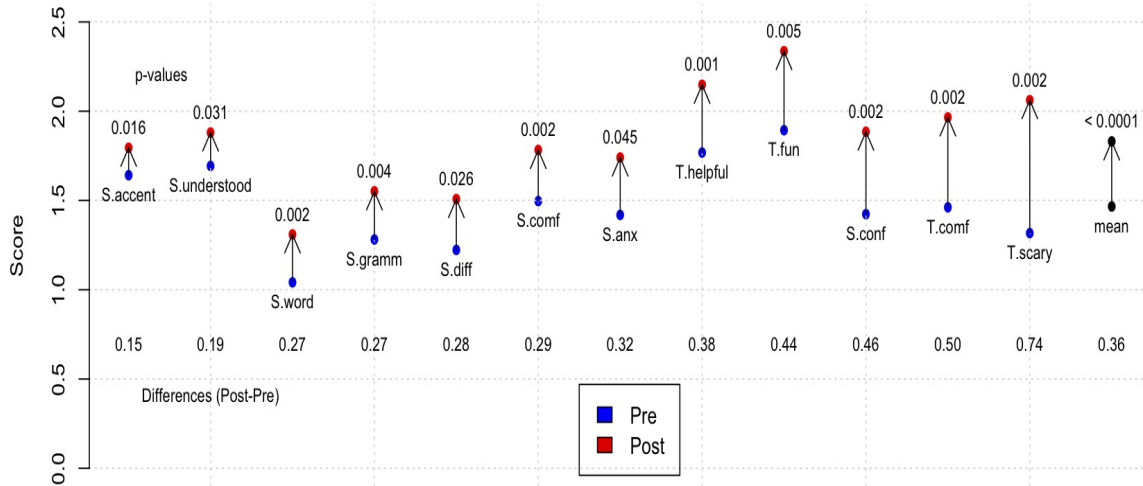 Score
2.5
2.0
1.5
1.0
0.5
0.0
p-values
0.016
S.accent
0.031
S.understood
0.002
S.word
0.004
S.gramm
0.026
S.diff
0.002
S.comf
0.045
S.anx
0.001
T.helpful
0.005
T.fun
0.002
S.conf
0.002
T.comf
0.002
T.scary
< 0.0001
mean
0.15 0.19 0.27 0.27 0.28 0.29 0.32 0.38 0.44 0.46 0.50 0.74 0.36
Differences (Post-Pre)
Pre
Post